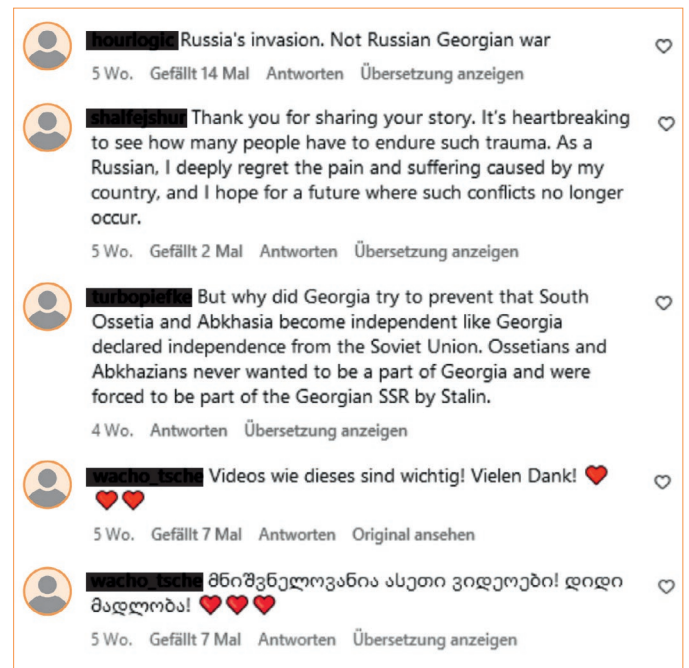 Russia's invasion. Not Russian Georgian war
5 Wo. Gefällt 14 Mal Antworten Übersetzung anzeigen
Thank you for sharing your story. It's heartbreaking
to see how many people have to endure such trauma. As a
Russian, I deeply regret the pain and suffering caused by my
country, and I hope for a future where such conflicts no longer
occur.
5 Wo. Gefällt 2 Mal Antworten Übersetzung anzeigen
But why did Georgia try to prevent that South
Ossetia and Abkhasia become independent like Georgia
declared independence from the Soviet Union. Ossetians and
Abkhazians never wanted to be a part of Georgia and were
forced to be part of the Georgian SSR by Stalin.
4 Wo. Antworten Übersetzung anzeigen
Videos wie dieses sind wichtig! Vielen Dank! ❤️
❤️❤️
5 Wo. Gefällt 7 Mal Antworten Original ansehen
მნიშვნელოვანია ასეთი ვიდეოები! დიდი
მადლობა! ❤️❤️❤️
5 Wo. Gefällt 7 Mal Antworten Übersetzung anzeigen